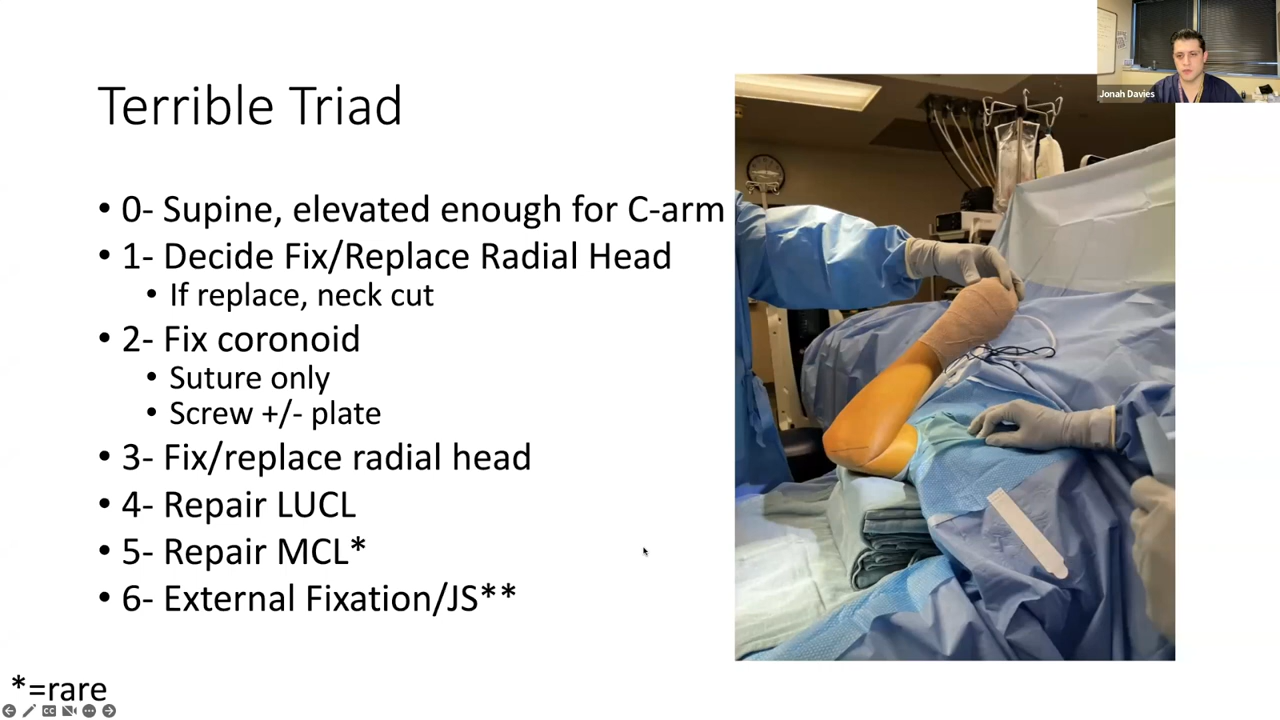 Jonah Davies
Terrible Triad
• 0- Supine, elevated enough for C-arm
• 1- Decide Fix/Replace Radial Head
• If replace, neck cut
• 2- Fix coronoid
• Suture only
• Screw +/- plate
• 3- Fix/replace radial head
• 4- Repair LUCL
• 5- Repair MCL*
• 6- External Fixation/JS**
*=rare
CC